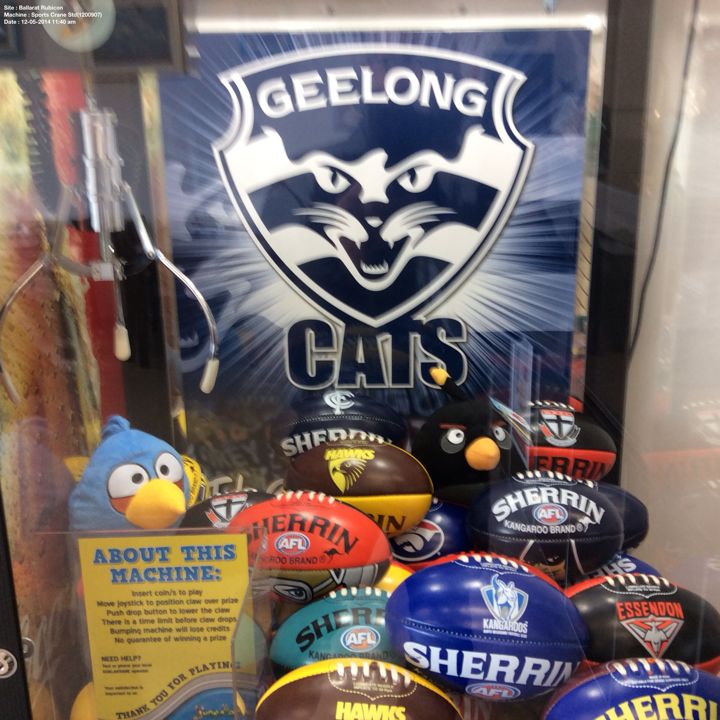 Site : Ballarat Rubicon
Machine : Sports Crane Std(1200907)
Date : 12-05-2014 11:40 am
GEELONG
CATS
SHERRIN
HAWKS
SHERRIN
AFL
KANGAROO BRAND
SHERRIN
AFL
KANGAROO BRAND
ABOUT THIS
MACHINE:
Insert coin/s to play
Move joystick to position claw over prize
Push drop button to lower the claw
There is a time limit before claw drops
Bumping machine will lose credits
No guarantee of winning a prize
NEED HELP?
THANK YOU FOR PLAYING
AFL
KANGAROOS
SHERRIN
AFL
ESSENDON
HAWKS